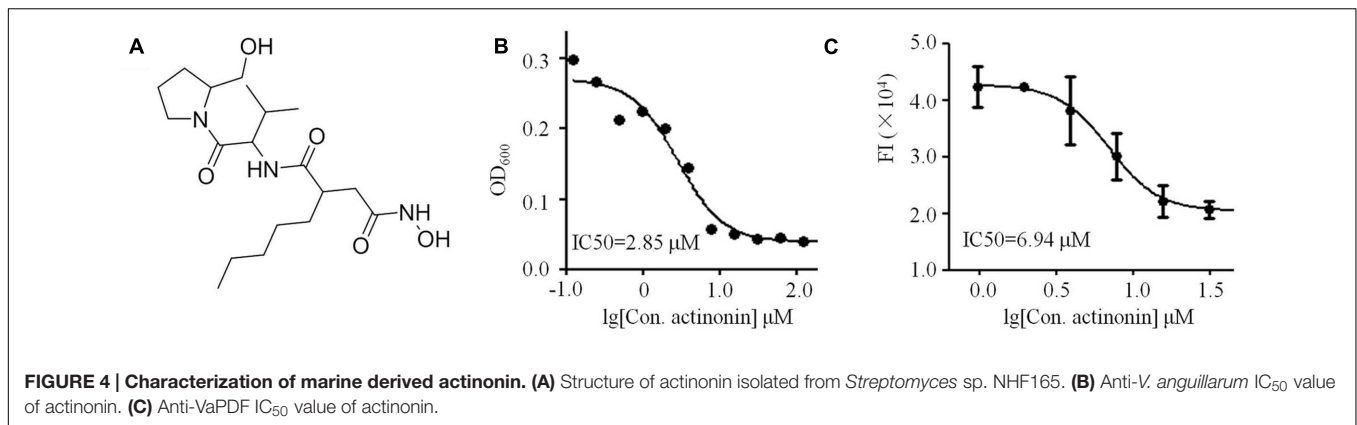 A
OH
N
O
HN
O
O
NH
OH
B
0.3
0.2
0.1
0.0
OD600
IC50=2.85 μM
-1.0 0 1.0 2.0
lg[Con. actinonin] μM
C
5.0
4.0
3.0
2.0
1.0
FI (×10⁴)
IC50=6.94 μM
0.0 0.5 1.0 1.5
lg[Con. actinonin] μM
FIGURE 4 | Characterization of marine derived actinonin. (A) Structure of actinonin isolated from Streptomyces sp. NHF165. (B) Anti-V. anguillarum IC50 value
of actinonin. (C) Anti-VaPDF IC50 value of actinonin.